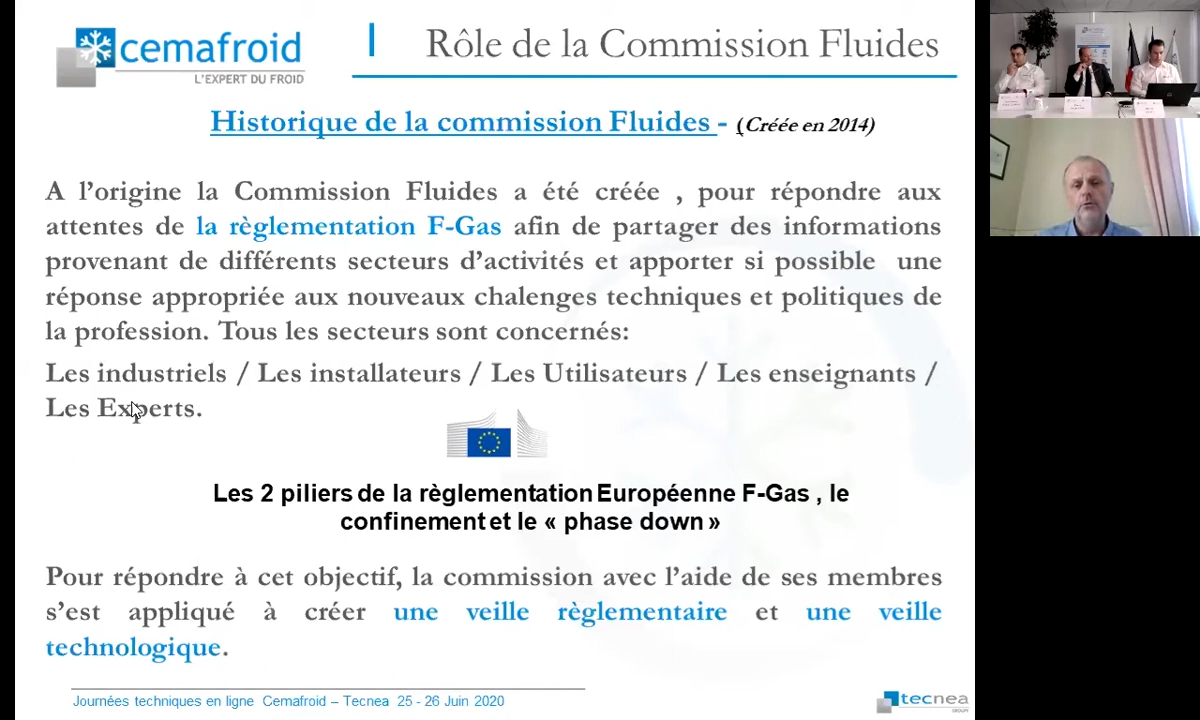 cemafroid
L'EXPERT DU FROID
Rôle de la Commission Fluides
Historique de la commission Fluides - (Créée en 2014)
A l'origine la Commission Fluides a été créée , pour répondre aux
attentes de la règlementation F-Gas afin de partager des informations
provenant de différents secteurs d'activités et apporter si possible une
réponse appropriée aux nouveaux chalenges techniques et politiques de
la profession. Tous les secteurs sont concernés:
Les industriels / Les installateurs / Les Utilisateurs / Les enseignants /
Les Experts.
Les 2 piliers de la règlementation Européenne F-Gas , le
confinement et le « phase down »
Pour répondre à cet objectif, la commission avec l'aide de ses membres
s'est appliqué à créer une veille règlementaire et une veille
technologique.
Journées techniques en ligne Cemafroid – Tecnea 25 - 26 Juin 2020
tecnea